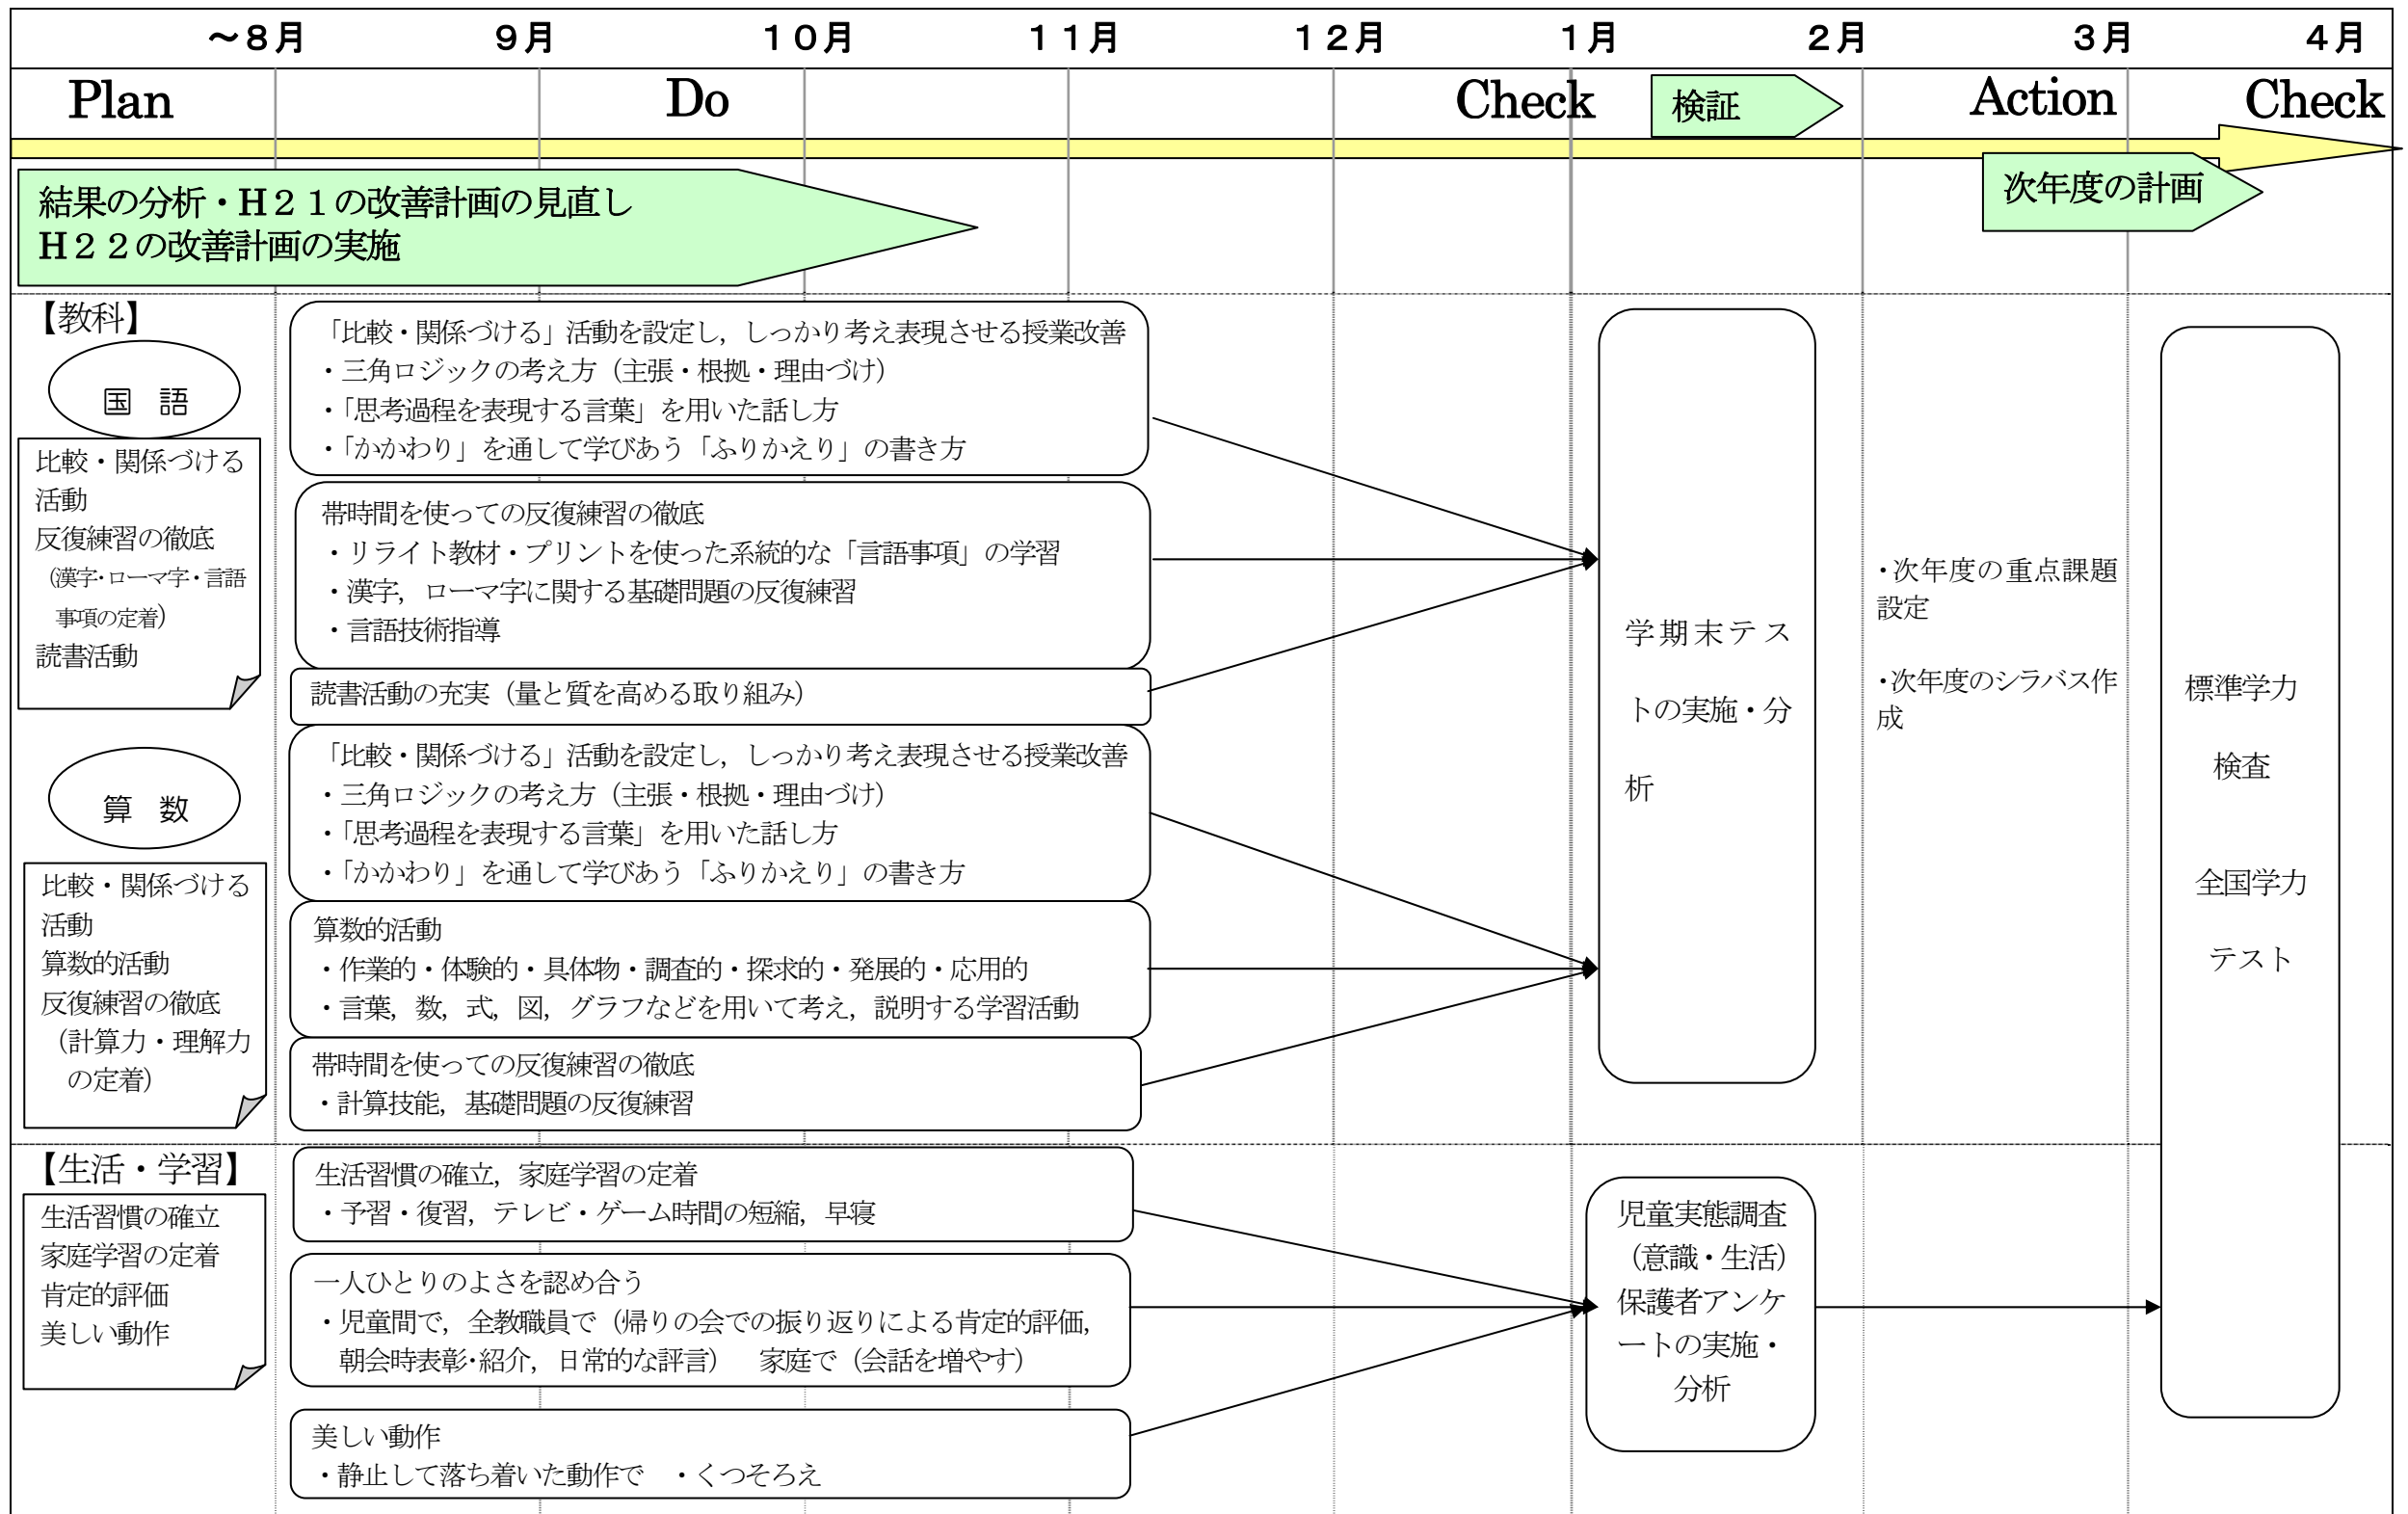 ～８月　９月　１０月　１１月　１２月　１月　２月　３月　４月
Plan　Do　Check　検証　Action　Check
次年度の計画
結果の分析・H２１の改善計画の見直し
H２２の改善計画の実施
【教科】
国　語
比較・関係づける
活動
反復練習の徹底
（漢字・ローマ字・言語
事項の定着）
読書活動
「比較・関係づける」活動を設定し，しっかり考え表現させる授業改善
・三角ロジックの考え方（主張・根拠・理由づけ）
・「思考過程を表現する言葉」を用いた話し方
・「かかわり」を通して学びあう「ふりかえり」の書き方
帯時間を使っての反復練習の徹底
・リライト教材・プリントを使った系統的な「言語事項」の学習
・漢字，ローマ字に関する基礎問題の反復練習
・言語技術指導
読書活動の充実（量と質を高める取り組み）
算　数
比較・関係づける
活動
算数的活動
反復練習の徹底
（計算力・理解力
の定着）
「比較・関係づける」活動を設定し，しっかり考え表現させる授業改善
・三角ロジックの考え方（主張・根拠・理由づけ）
・「思考過程を表現する言葉」を用いた話し方
・「かかわり」を通して学びあう「ふりかえり」の書き方
算数的活動
・作業的・体験的・具体物・調査的・探求的・発展的・応用的
・言葉，数，式，図，グラフなどを用いて考え，説明する学習活動
帯時間を使っての反復練習の徹底
・計算技能，基礎問題の反復練習
学期末テス
トの実施・分
析
・次年度の重点課題
設定
・次年度のシラバス作
成
標準学力
検査
全国学力
テスト
【生活・学習】
生活習慣の確立
家庭学習の定着
肯定的評価
美しい動作
生活習慣の確立，家庭学習の定着
・予習・復習，テレビ・ゲーム時間の短縮，早寝
一人ひとりのよさを認め合う
・児童間で，全教職員で（帰りの会での振り返りによる肯定的評価，
朝会時表彰・紹介，日常的な評言）　家庭で（会話を増やす）
美しい動作
・静止して落ち着いた動作で　・くつそろえ
児童実態調査
（意識・生活）
保護者アンケ
ートの実施・
分析